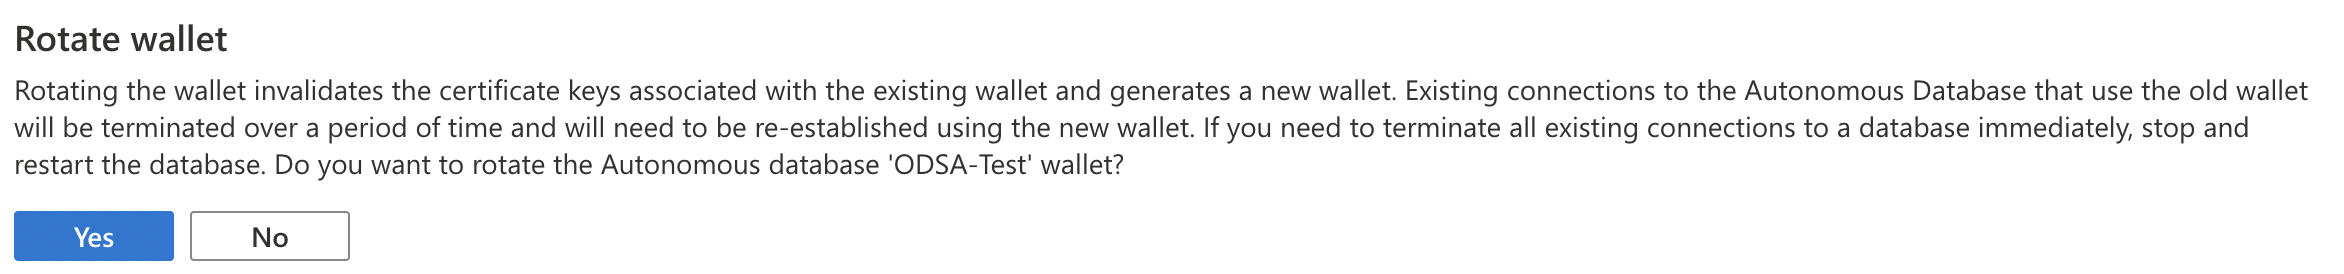 Rotate wallet
Rotating the wallet invalidates the certificate keys associated with the existing wallet and generates a new wallet. Existing connections to the Autonomous Database that use the old wallet
will be terminated over a period of time and will need to be re-established using the new wallet. If you need to terminate all existing connections to a database immediately, stop and
restart the database. Do you want to rotate the Autonomous database 'ODSA-Test' wallet?
Yes No